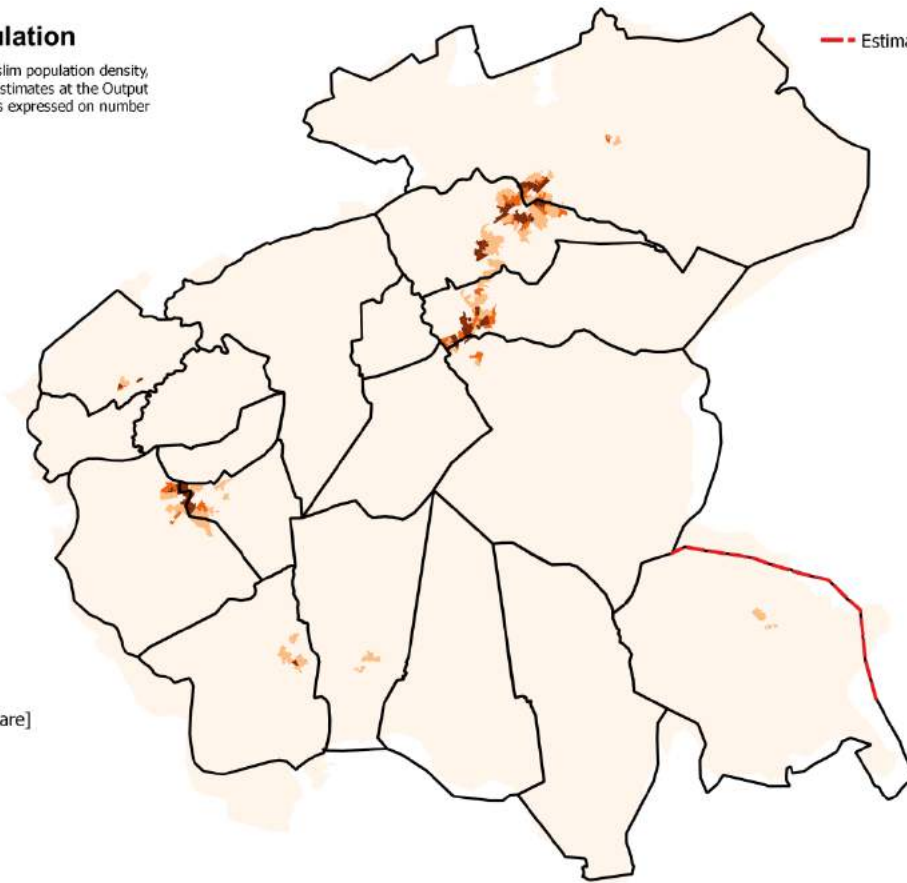 ulation
slim population density,
stimates at the Output
s expressed on number
Estima
are]